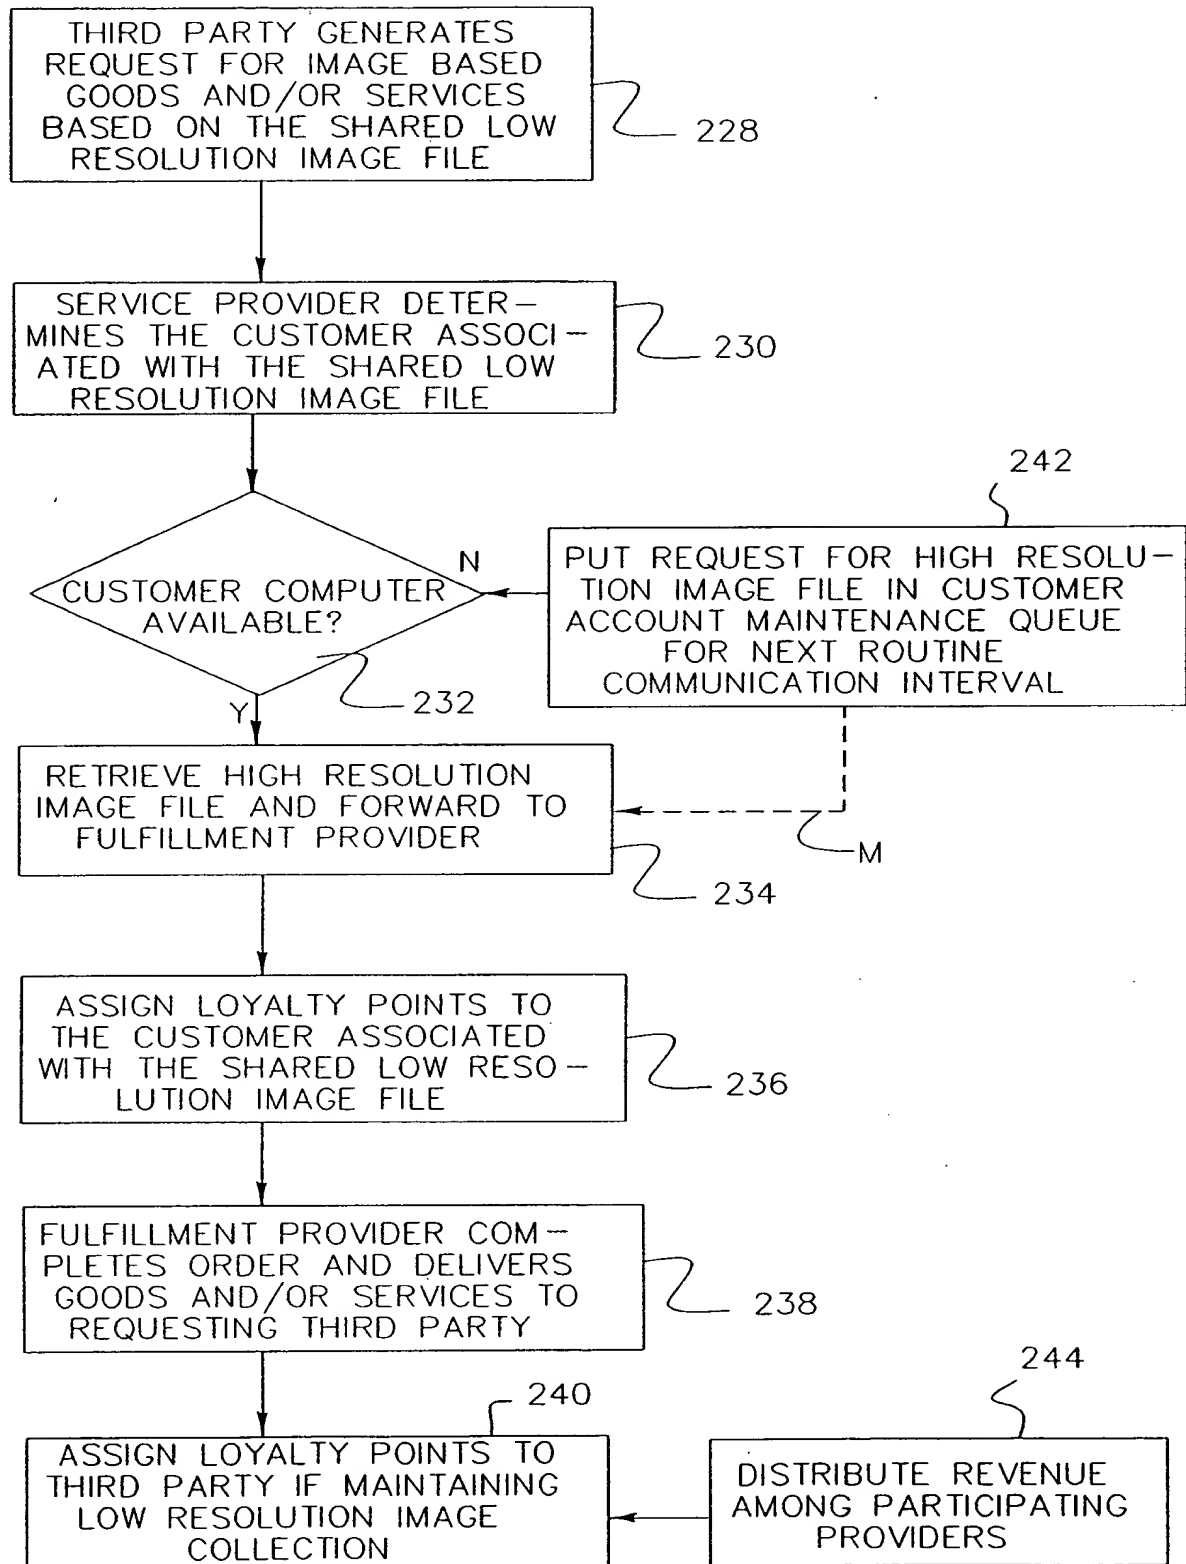 THIRD PARTY GENERATES
REQUEST FOR IMAGE BASED
GOODS AND/OR SERVICES
BASED ON THE SHARED LOW
RESOLUTION IMAGE FILE
228
SERVICE PROVIDER DETER-
MINES THE CUSTOMER ASSOCI-
ATED WITH THE SHARED LOW
RESOLUTION IMAGE FILE
230
CUSTOMER COMPUTER
AVAILABLE?
232
N
Y
242
PUT REQUEST FOR HIGH RESOLU-
TION IMAGE FILE IN CUSTOMER
ACCOUNT MAINTENANCE QUEUE
FOR NEXT ROUTINE
COMMUNICATION INTERVAL
M
RETRIEVE HIGH RESOLUTION
IMAGE FILE AND FORWARD TO
FULFILLMENT PROVIDER
234
ASSIGN LOYALTY POINTS TO
THE CUSTOMER ASSOCIATED
WITH THE SHARED LOW RESO-
LUTION IMAGE FILE
236
FULFILLMENT PROVIDER COM-
PLETES ORDER AND DELIVERS
GOODS AND/OR SERVICES TO
REQUESTING THIRD PARTY
238
240
ASSIGN LOYALTY POINTS TO
THIRD PARTY IF MAINTAINING
LOW RESOLUTION IMAGE
COLLECTION
244
DISTRIBUTE REVENUE
AMONG PARTICIPATING
PROVIDERS